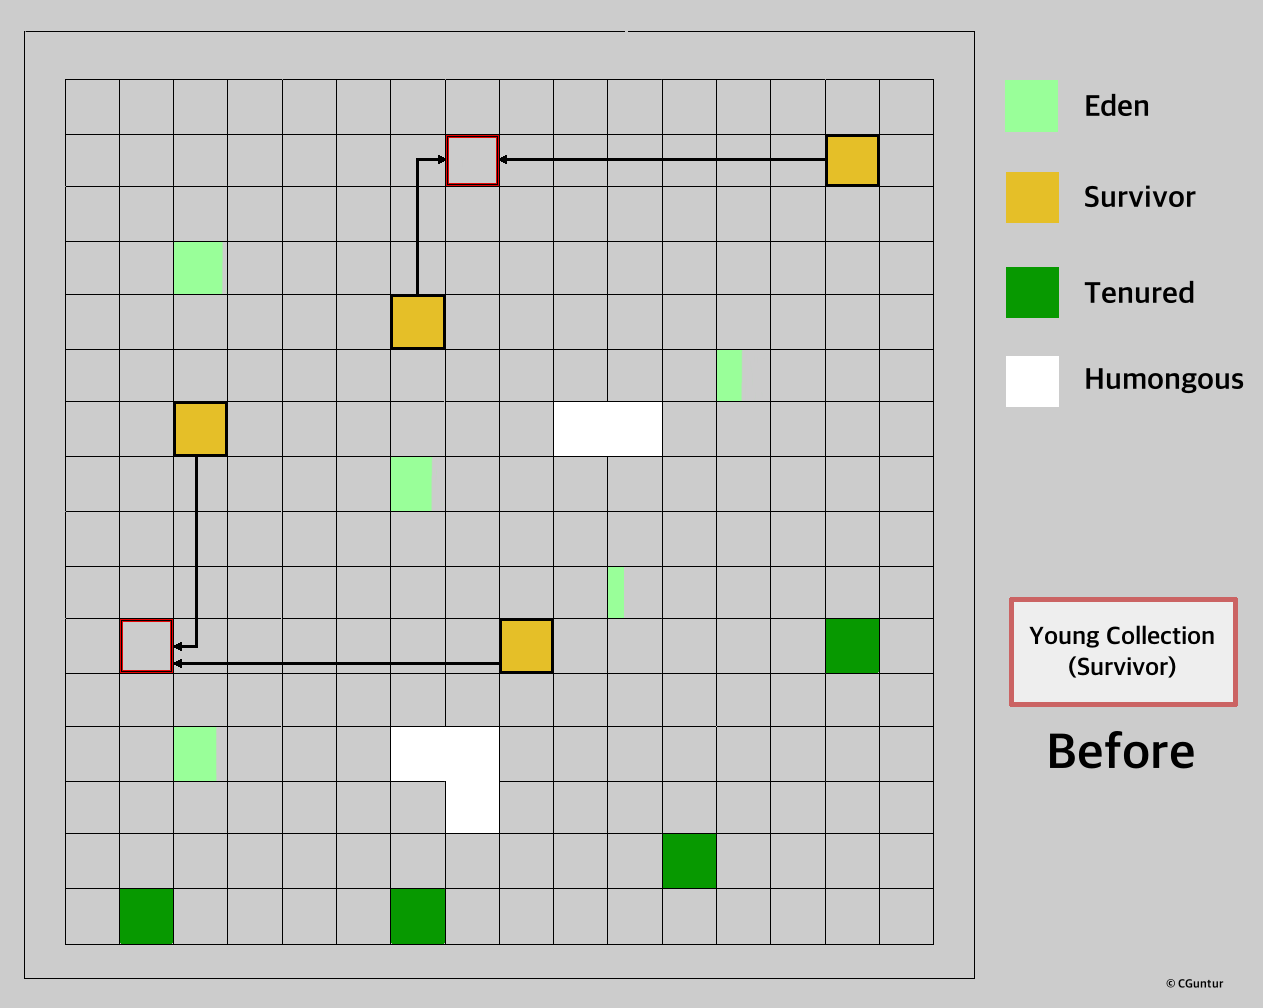 Eden
Survivor
Tenured
Humongous
Young Collection
(Survivor)
Before
© CGuntur